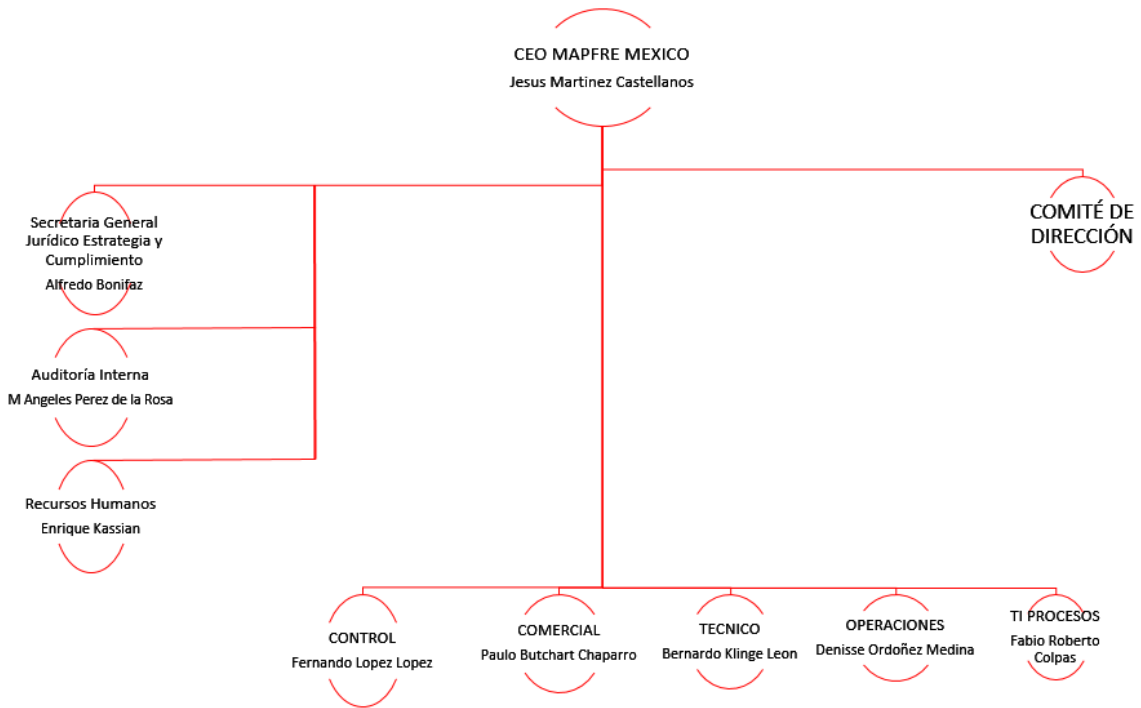 CEO MAPFRE MEXICO
Jesus Martinez Castellanos
Secretaria General
Jurídico Estrategia y
Cumplimiento
Alfredo Bonifaz
COMITÉ DE
DIRECCIÓN
Auditoría Interna
M Angeles Perez de la Rosa
Recursos Humanos
Enrique Kassian
CONTROL
Fernando Lopez Lopez
COMERCIAL
Paulo Butchart Chaparro
TECNICO
Bernardo Klinge Leon
OPERACIONES
Denisse Ordoñez Medina
TI PROCESOS
Fabio Roberto
Colpas